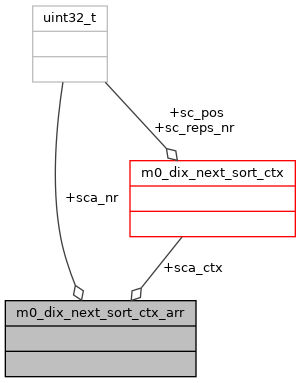 uint32_t
+sc_pos
+sc_reps_nr
m0_dix_next_sort_ctx
+sca_nr
+sca_ctx
m0_dix_next_sort_ctx_arr